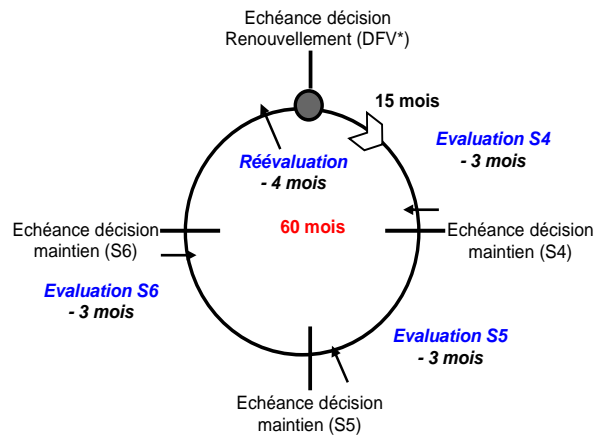 Echéance décision
Renouvellement (DFV*)
15 mois
Evaluation S4
- 3 mois
Réévaluation
- 4 mois
60 mois
Echéance décision
maintien (S6)
Echéance décision
maintien (S4)
Evaluation S6
- 3 mois
Evaluation S5
- 3 mois
Echéance décision
maintien (S5)